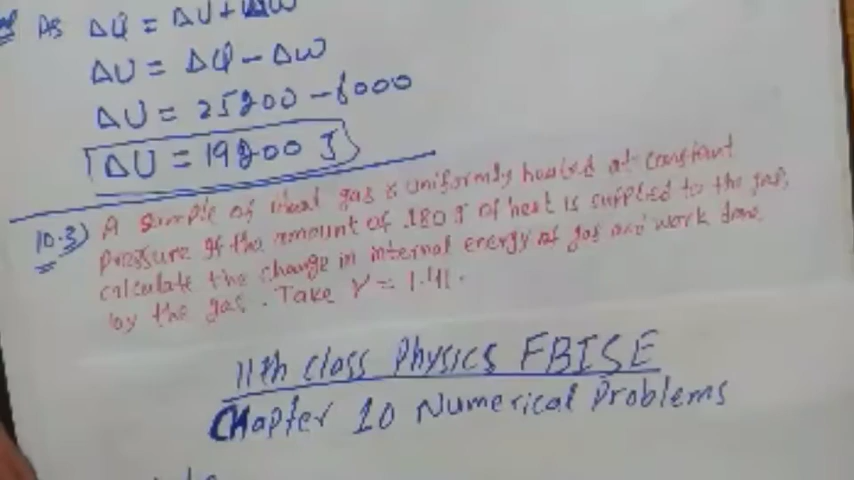 As ΔQ = ΔU + ΔW
ΔU = ΔQ - ΔW
ΔU = 25200 - 6000
ΔU = 19200 J
10.3) A sample of ideal gas is uniformly heated at constant
pressure if the amount of 180 J of heat is supplied to the gas,
calculate the change in internal energy of gas and work done
by the gas. Take γ = 1.41.
11th class Physics FBISE
Chapter 10 Numerical Problems